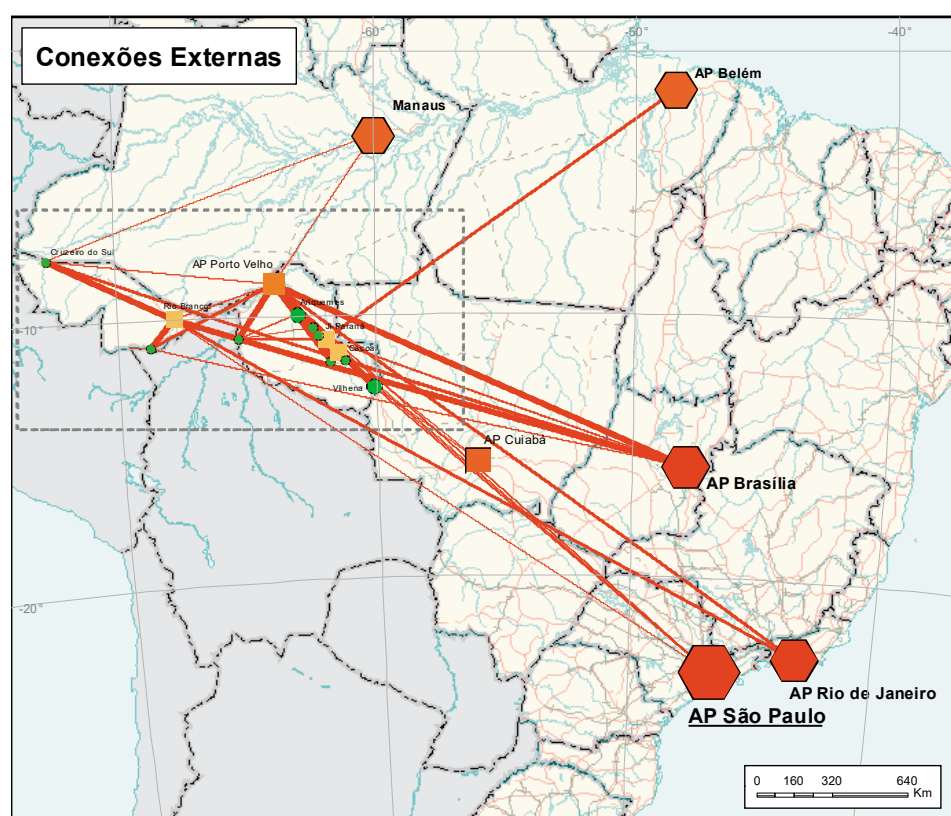 Conexões Externas
-60°
-50°
-40°
AP Belém
Manaus
Cruzeiro do Sul
AP Porto Velho
Rio Branco
Ariquemes
-10°
Ji-Paraná
Cacoal
Vilhena
AP Cuiabá
AP Brasília
-20°
AP Rio de Janeiro
AP São Paulo
0 160 320 640
Km